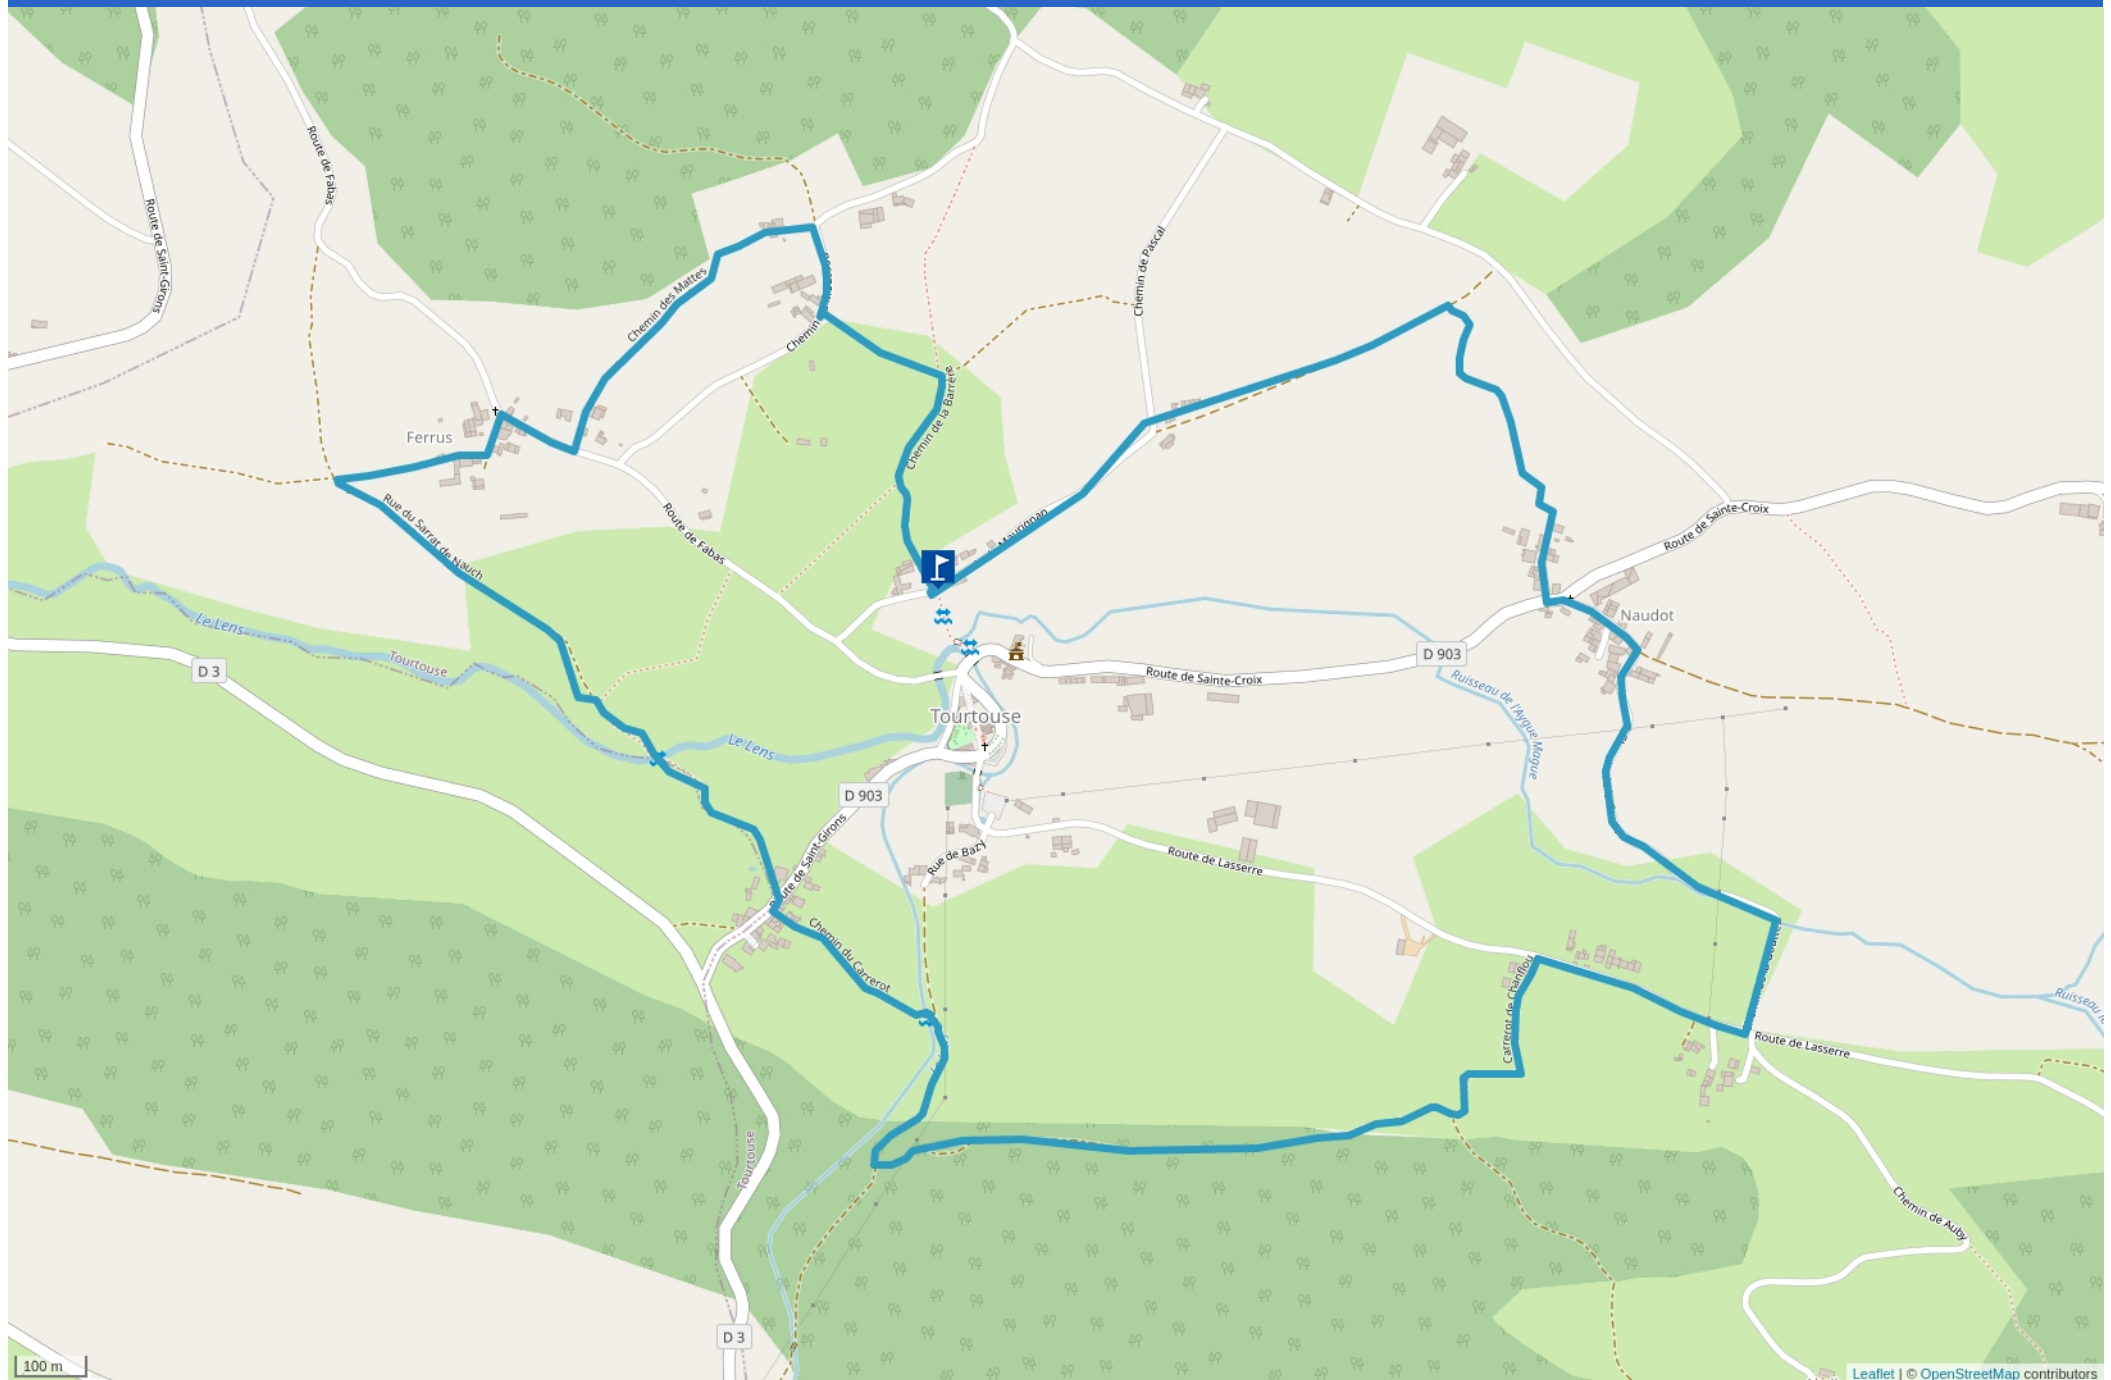 Route de Fabas
Route de Saint-Girons
Chemin de Pascal
Chemin des Mattes
Chemin
Chemin de la Barrère
Ferrus
Rue du Sarrat de Nauch
Route de Fabas
Maurignan
Route de Sainte-Croix
Le Lens
Tourtouse
D 3
Naudot
D 903
Route de Sainte-Croix
Ruisseau de l'Aygue Mague
Tourtouse
Le Lens
D 903
Route de Saint-Girons
Rue de Bazy
Route de Lasserre
Chemin du Carrerot
Carrerot de Chanflou
Ruisseau
Route de Lasserre
Tourtouse
Chemin de Auby
D 3
100 m
Leaflet | © OpenStreetMap contributors